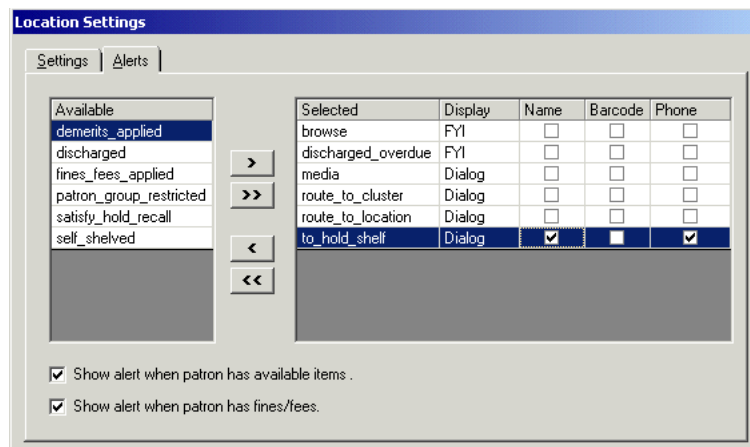 Location Settings
Settings Alerts
Available
demerits_applied
discharged
fines_fees_applied
patron_group_restricted
satisfy_hold_recall
self_shelved
>
>>
<
<<
Selected Display Name Barcode Phone
browse FYI
discharged_overdue FYI
media Dialog
route_to_cluster Dialog
route_to_location Dialog
to_hold_shelf Dialog
Show alert when patron has available items .
Show alert when patron has fines/fees.